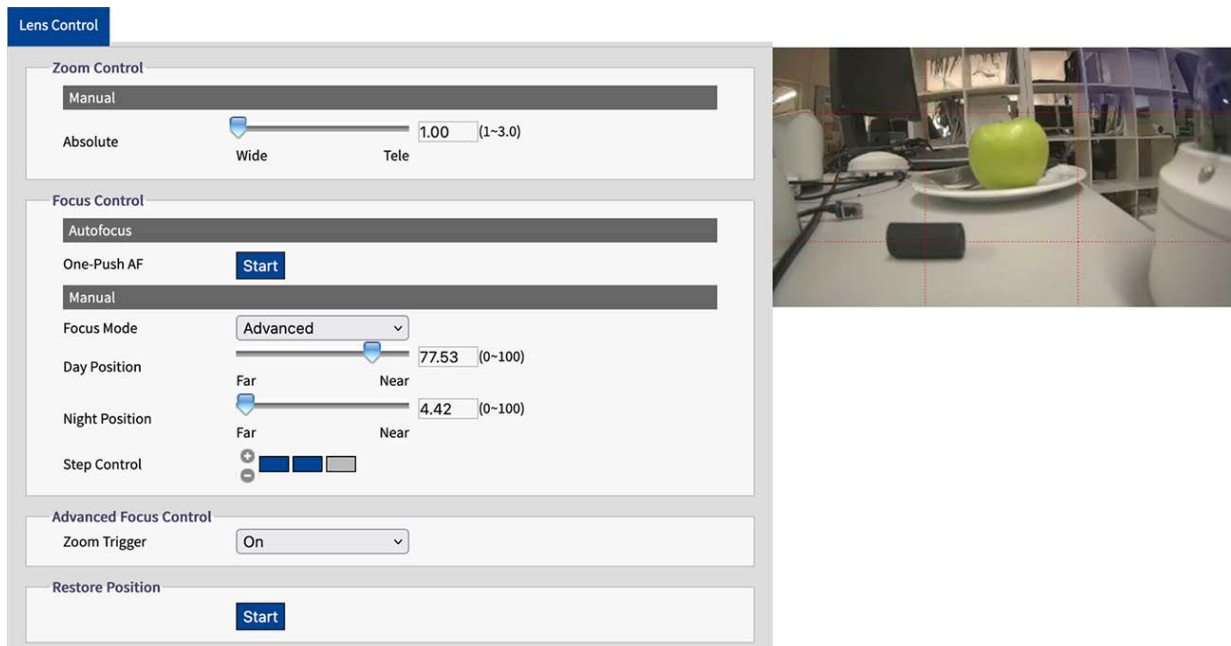 Lens Control
Zoom Control
Manual
Absolute 1.00 (1~3.0)
Wide Tele
Focus Control
Autofocus
One-Push AF Start
Manual
Focus Mode Advanced
Day Position 77.53 (0~100)
Far Near
Night Position 4.42 (0~100)
Far Near
Step Control
Advanced Focus Control
Zoom Trigger On
Restore Position
Start